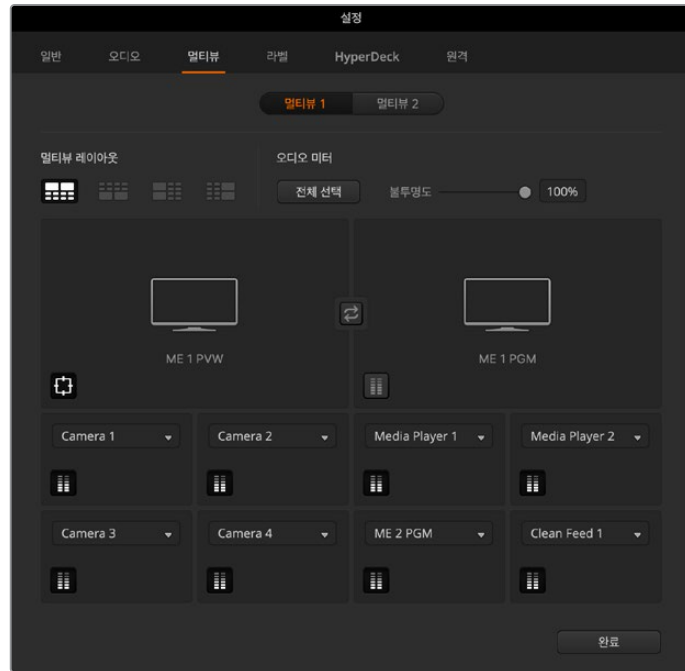 설정
일반 오디오 멀티뷰 라벨 HyperDeck 원격
멀티뷰 1 멀티뷰 2
멀티뷰 레이아웃 오디오 미터
전체 선택 불투명도 100%
ME 1 PVW ME 1 PGM
Camera 1 Camera 2 Media Player 1 Media Player 2
Camera 3 Camera 4 ME 2 PGM Clean Feed 1
완료